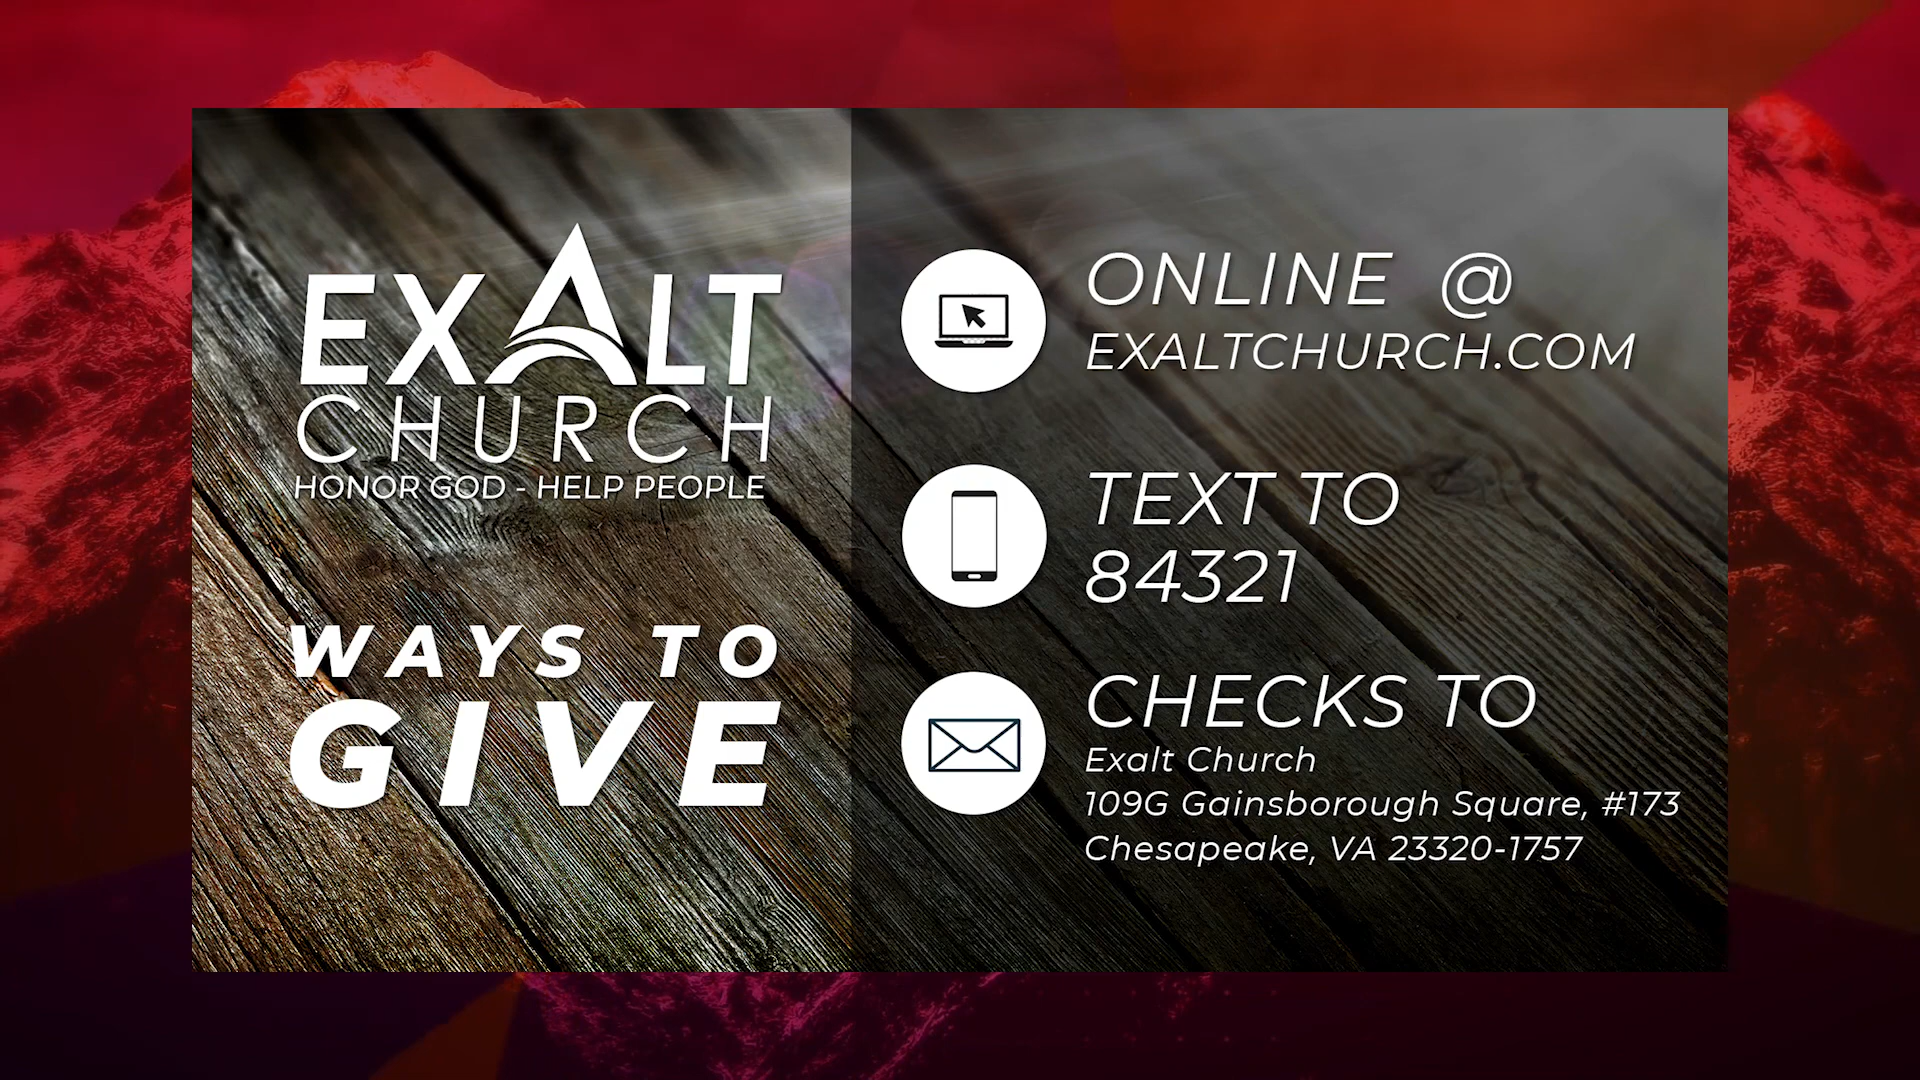 EXALT
CHURCH
HONOR GOD - HELP PEOPLE
WAYS TO
GIVE
ONLINE @
EXALTCHURCH.COM
TEXT TO
84321
CHECKS TO
Exalt Church
109G Gainsborough Square, #173
Chesapeake, VA 23320-1757